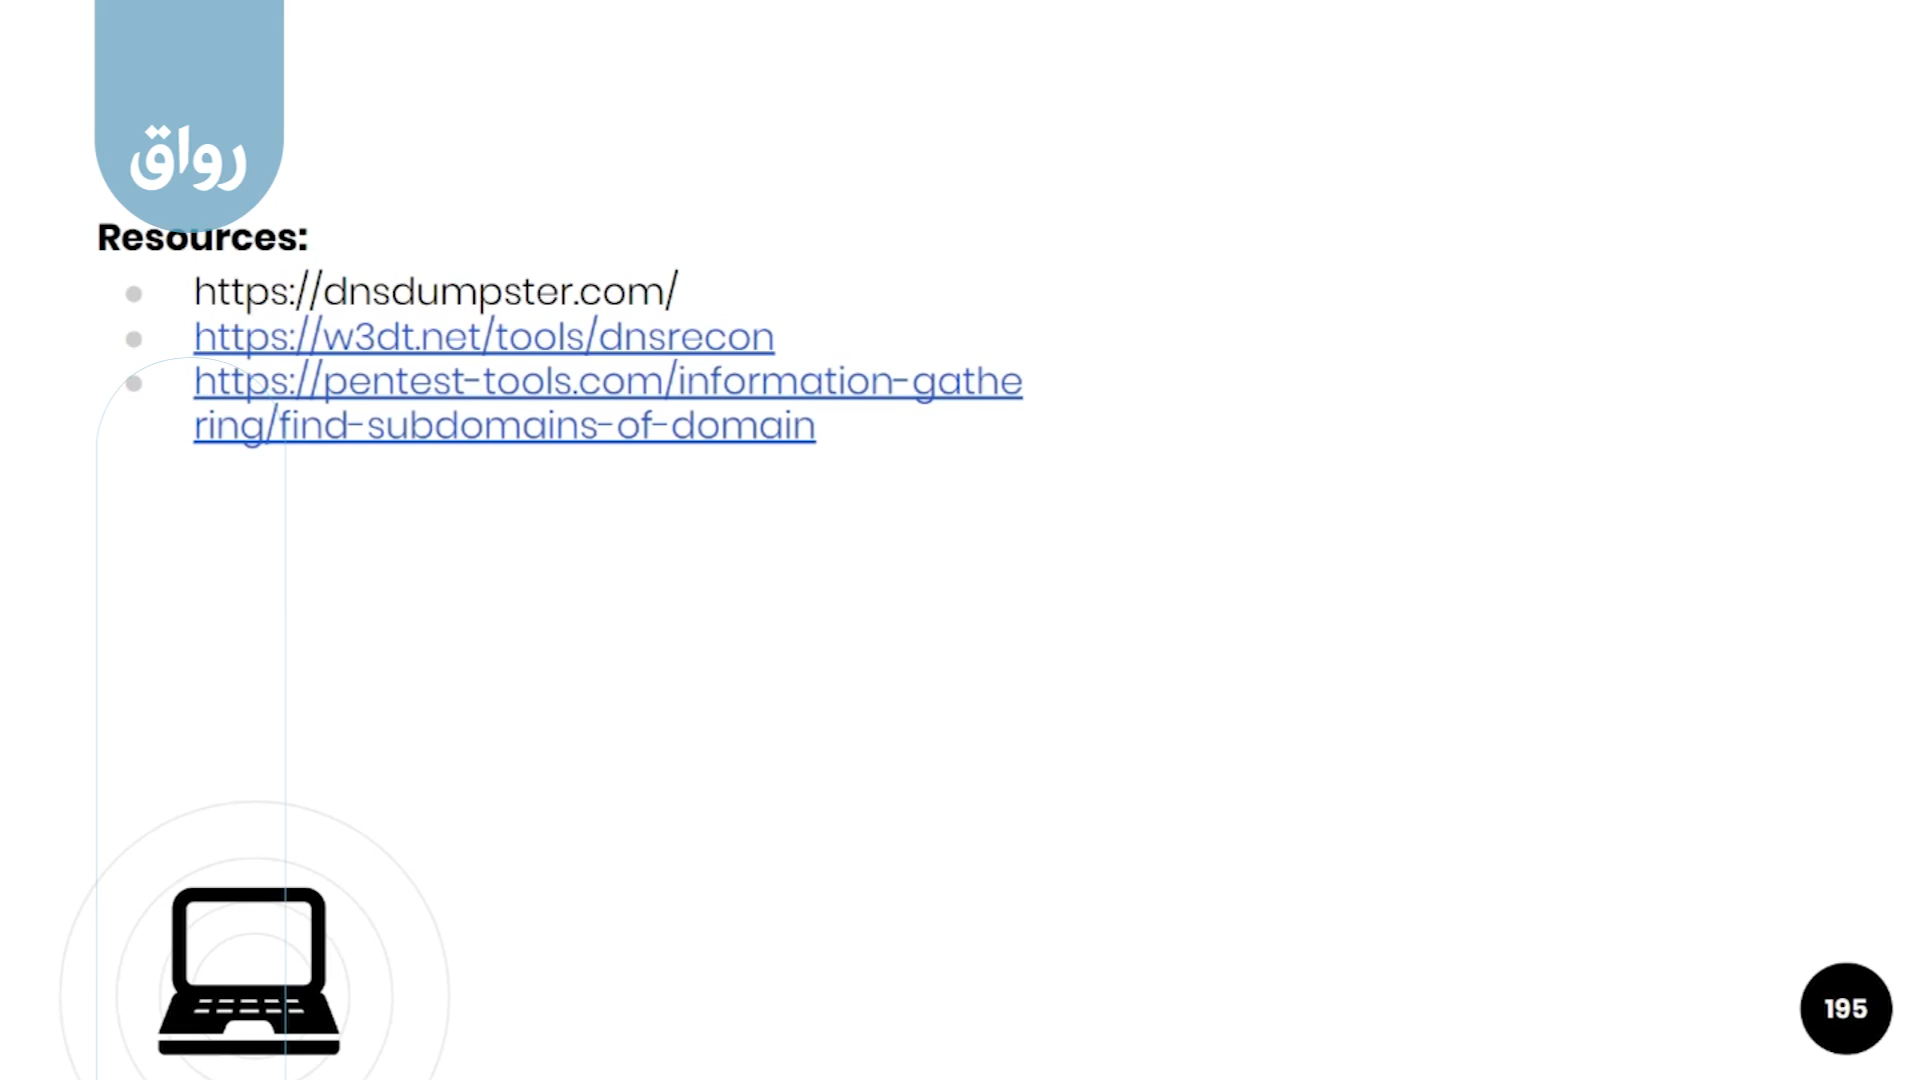 رواق
Resources:
https://dnsdumpster.com/
https://w3dt.net/tools/dnsrecon
https://pentest-tools.com/information-gathe
ring/find-subdomains-of-domain
195